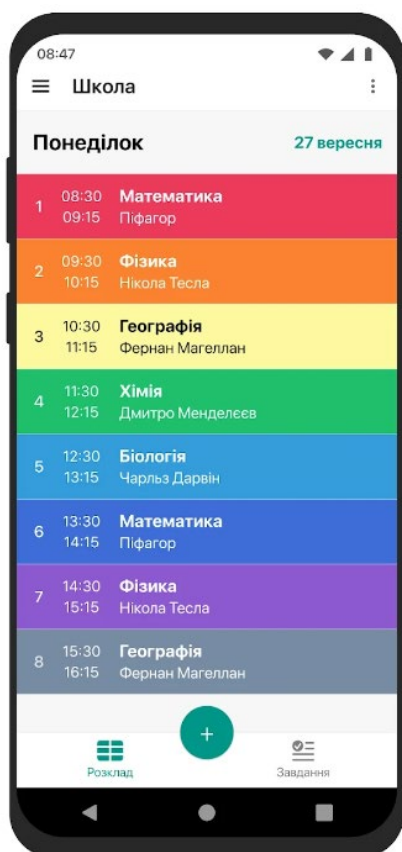 08:47
Школа
Понеділок 27 вересня
1 08:30 Математика
09:15 Піфагор
2 09:30 Фізика
10:15 Нікола Тесла
3 10:30 Географія
11:15 Фернан Магеллан
4 11:30 Хімія
12:15 Дмитро Менделєєв
5 12:30 Біологія
13:15 Чарльз Дарвін
6 13:30 Математика
14:15 Піфагор
7 14:30 Фізика
15:15 Нікола Тесла
8 15:30 Географія
16:15 Фернан Магеллан
+
Розклад Завдання